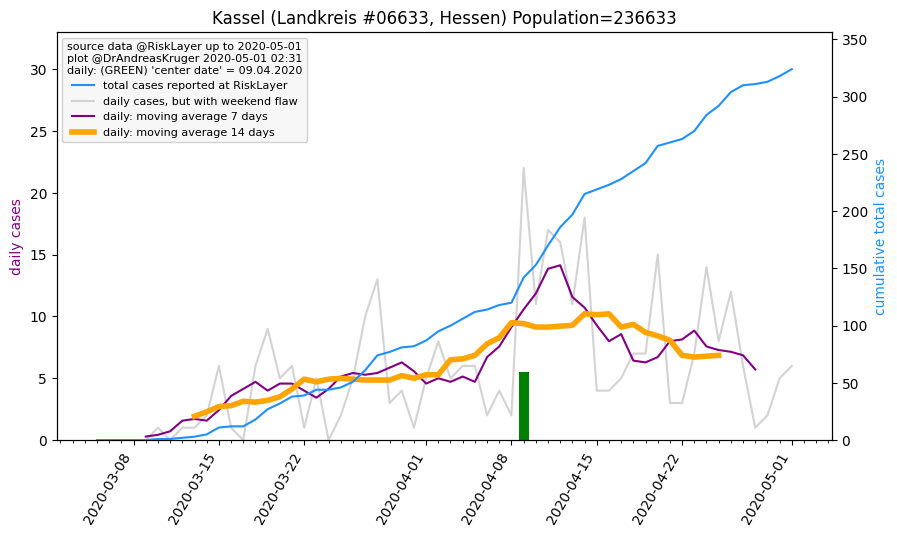 Kassel (Landkreis #06633, Hessen) Population=236633
source data @RiskLayer up to 2020-05-01
plot @DrAndreasKruger 2020-05-01 02:31
daily: (GREEN) 'center date' = 09.04.2020
total cases reported at RiskLayer
daily cases, but with weekend flaw
daily: moving average 7 days
daily: moving average 14 days
daily cases
30
25
20
15
10
5
0
cumulative total cases
350
300
250
200
150
100
50
0
2020-03-08
2020-03-15
2020-03-22
2020-04-01
2020-04-08
2020-04-15
2020-04-22
2020-05-01